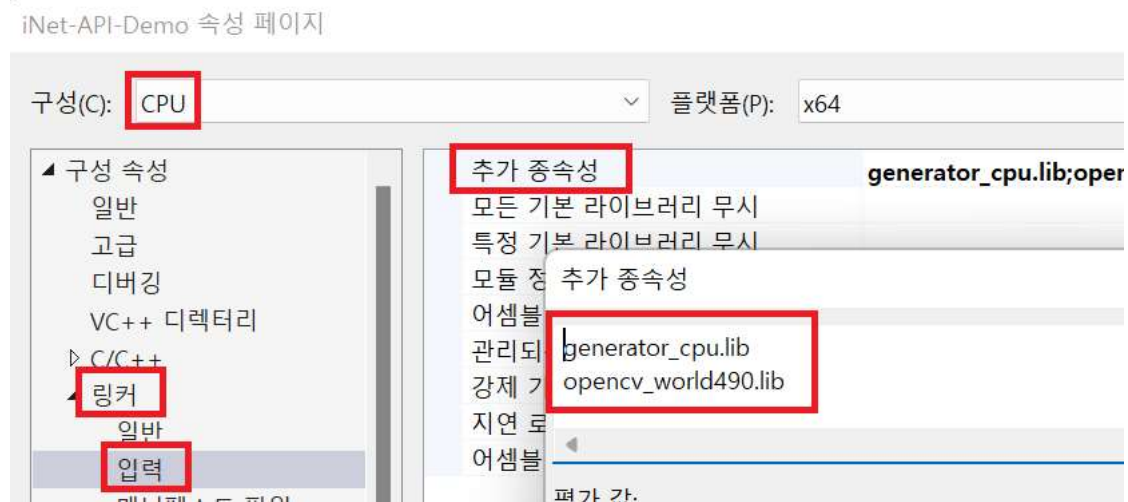 iNet-API-Demo 속성 페이지
구성(C): CPU 플랫폼(P): x64
구성 속성
일반
고급
디버깅
VC++ 디렉터리
C/C++
링커
일반
입력
추가 종속성 generator_cpu.lib;open
모든 기본 라이브러리 무시
특정 기본 라이브러리 무시
모듈 정
어셈블
관리되
강제 기
지연 로
어셈블
추가 종속성
generator_cpu.lib
opencv_world490.lib
평가 값: